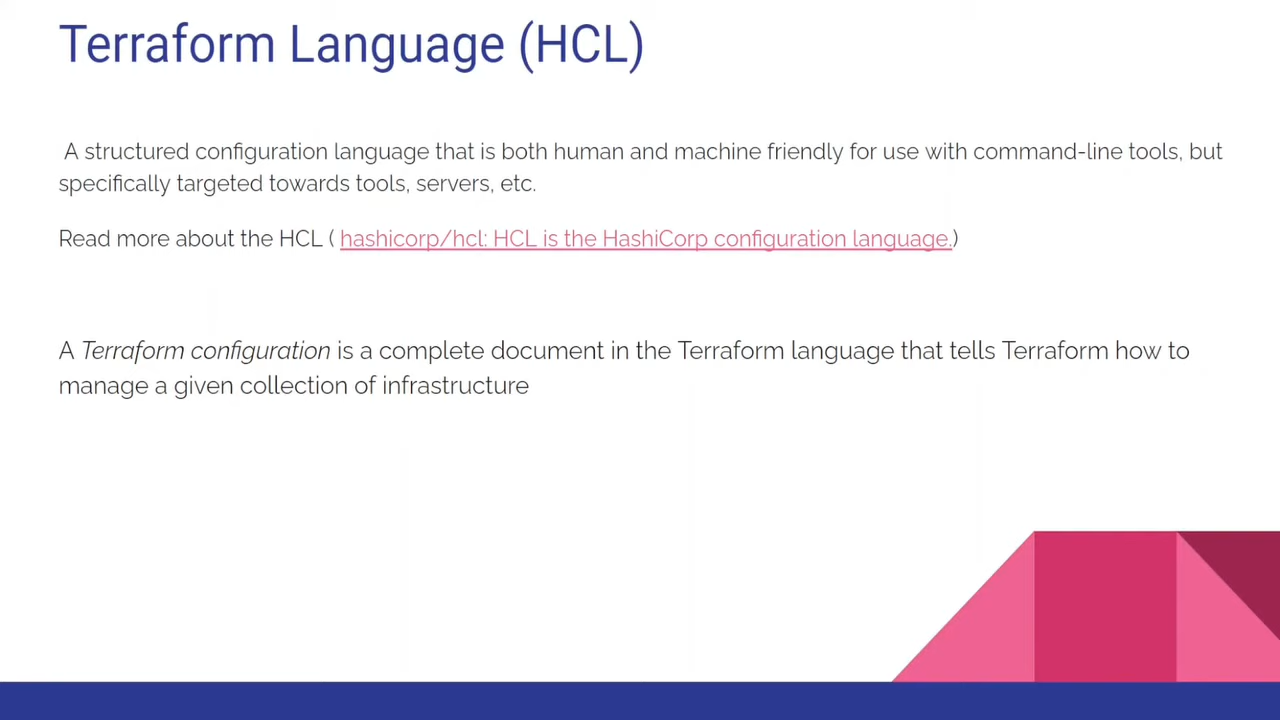 Terraform Language (HCL)
A structured configuration language that is both human and machine friendly for use with command-line tools, but
specifically targeted towards tools, servers, etc.
Read more about the HCL ( hashicorp/hcl: HCL is the HashiCorp configuration language.)
A Terraform configuration is a complete document in the Terraform language that tells Terraform how to
manage a given collection of infrastructure